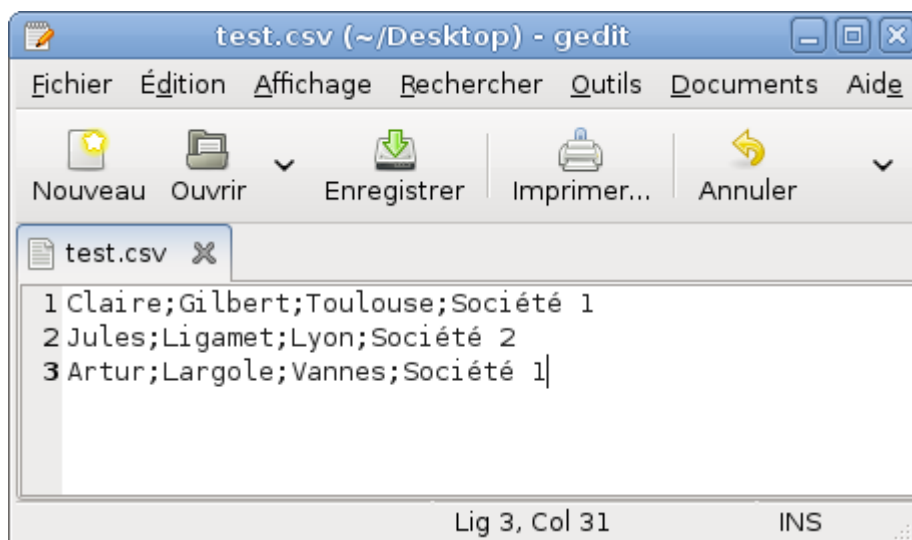 test.csv (~/Desktop) - gedit
Fichier Édition Affichage Rechercher Outils Documents Aide
Nouveau Ouvrir Enregistrer Imprimer... Annuler
test.csv
1 Claire;Gilbert;Toulouse;Société 1
2 Jules;Ligamet;Lyon;Société 2
3 Artur;Largole;Vannes;Société 1
Lig 3, Col 31 INS